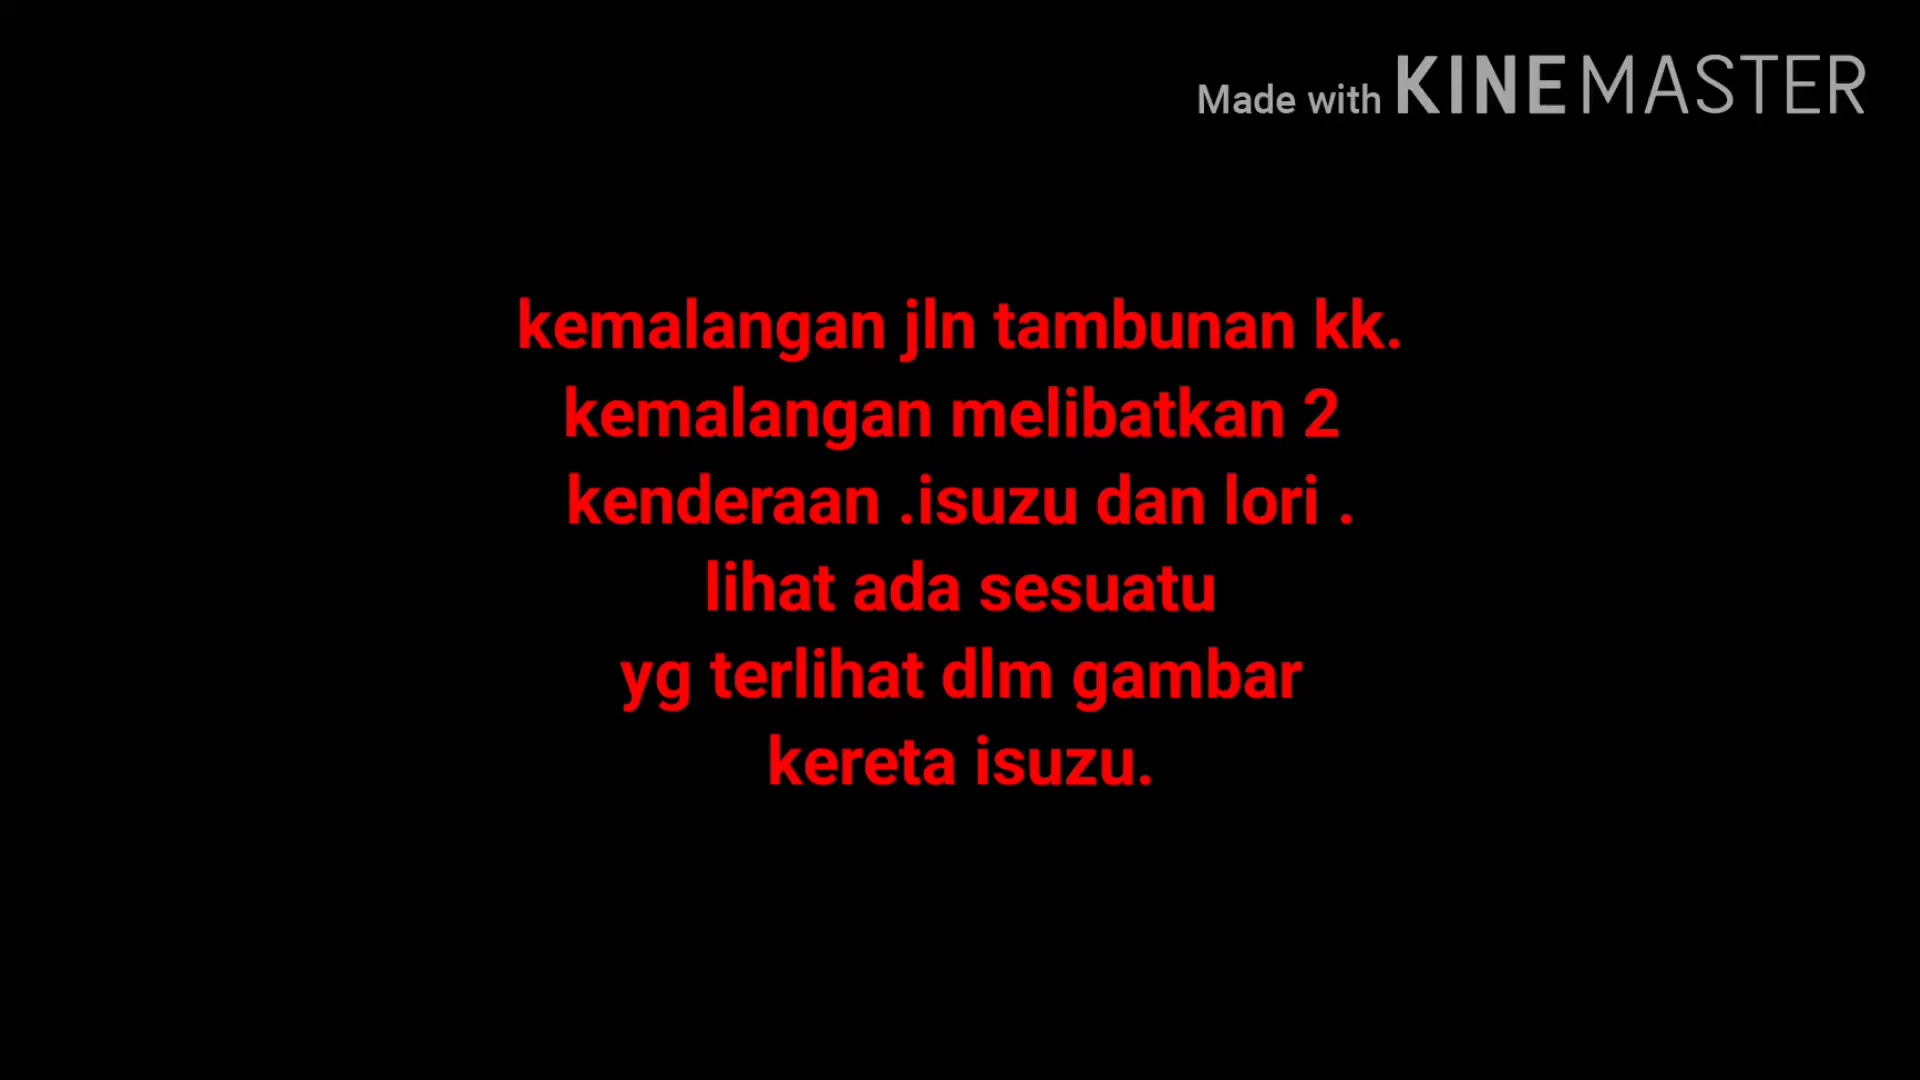 Made with KINEMASTER
kemalangan jln tambunan kk.
kemalangan melibatkan 2
kenderaan .isuzu dan lori .
lihat ada sesuatu
yg terlihat dlm gambar
kereta isuzu.